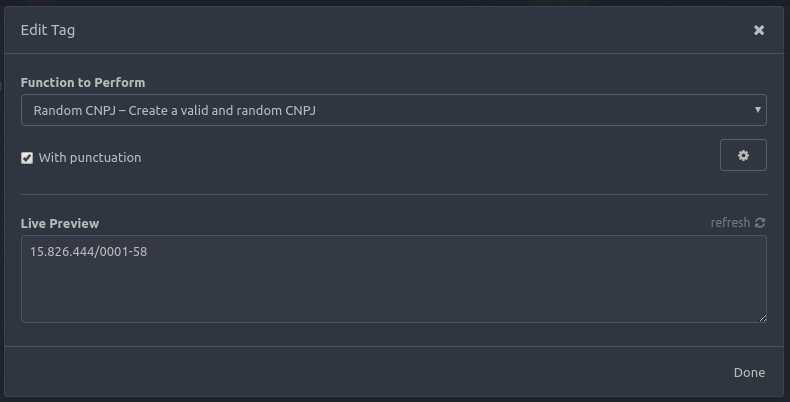 Edit Tag
Function to Perform
Random CNPJ – Create a valid and random CNPJ
With punctuation
Live Preview
refresh
15.826.444/0001-58
Done